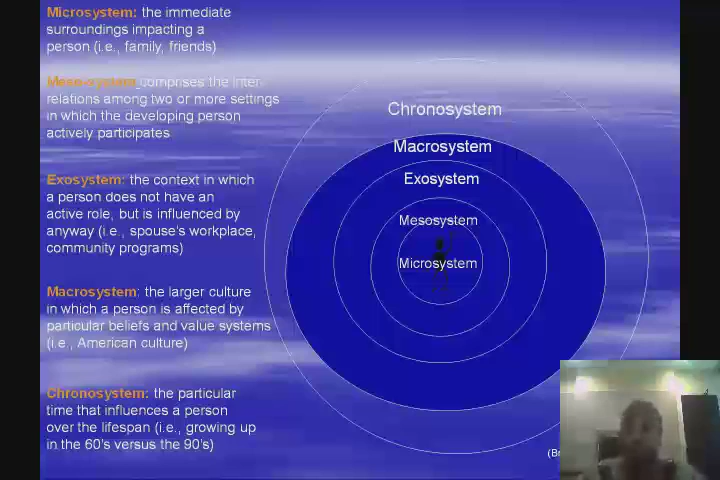 Microsystem: the immediate
surroundings impacting a
person (i.e., family, friends)
Meso-system comprises the inter-
relations among two or more settings
in which the developing person
actively participates
Exosystem: the context in which
a person does not have an
active role, but is influenced by
anyway (i.e., spouse's workplace,
community programs)
Macrosystem: the larger culture
in which a person is affected by
particular beliefs and value systems
(i.e., American culture)
Chronosystem: the particular
time that influences a person
over the lifespan (i.e., growing up
in the 60's versus the 90's)
Chronosystem
Macrosystem
Exosystem
Mesosystem
Microsystem